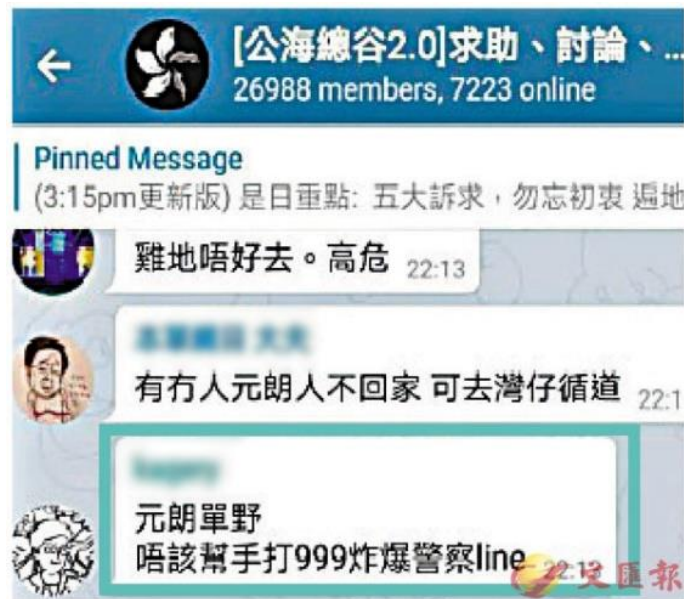 [公海總谷2.0]求助、討論、...
26988 members, 7223 online
Pinned Message
(3:15pm更新版) 是日重點: 五大訴求，勿忘初衷 遍地
雞地唔好去。高危 22:13
有冇人元朗人不回家 可去灣仔循道 22:1
元朗單野
唔該幫手打999炸爆警察line 22:13
文匯報